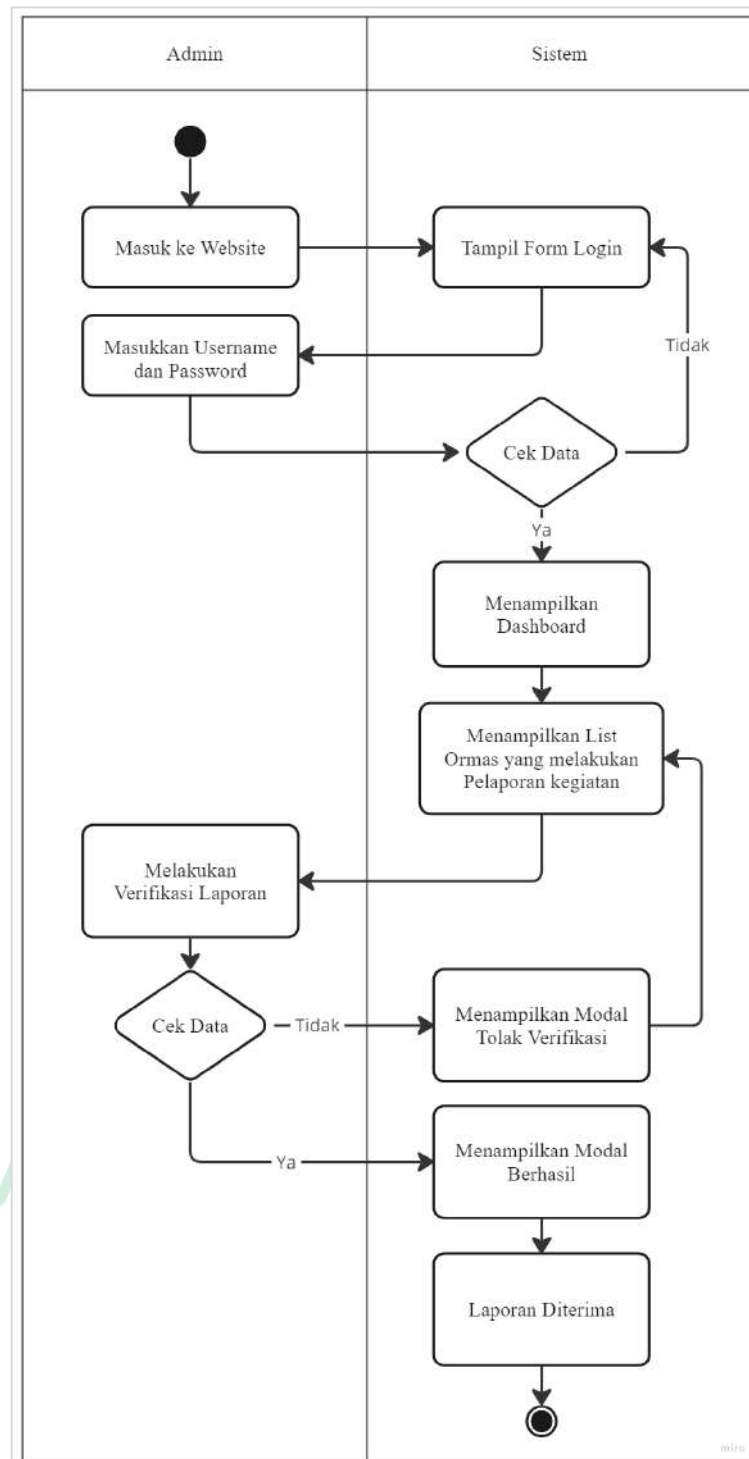 Admin
Sistem
Masuk ke Website
Tampil Form Login
Masukkan Username
dan Password
Tidak
Cek Data
Ya
Menampilkan
Dashboard
Menampilkan List
Ormas yang melakukan
Pelaporan kegiatan
Melakukan
Verifikasi Laporan
Cek Data
Tidak
Menampilkan Modal
Tolak Verifikasi
Ya
Menampilkan Modal
Berhasil
Laporan Diterima
miro